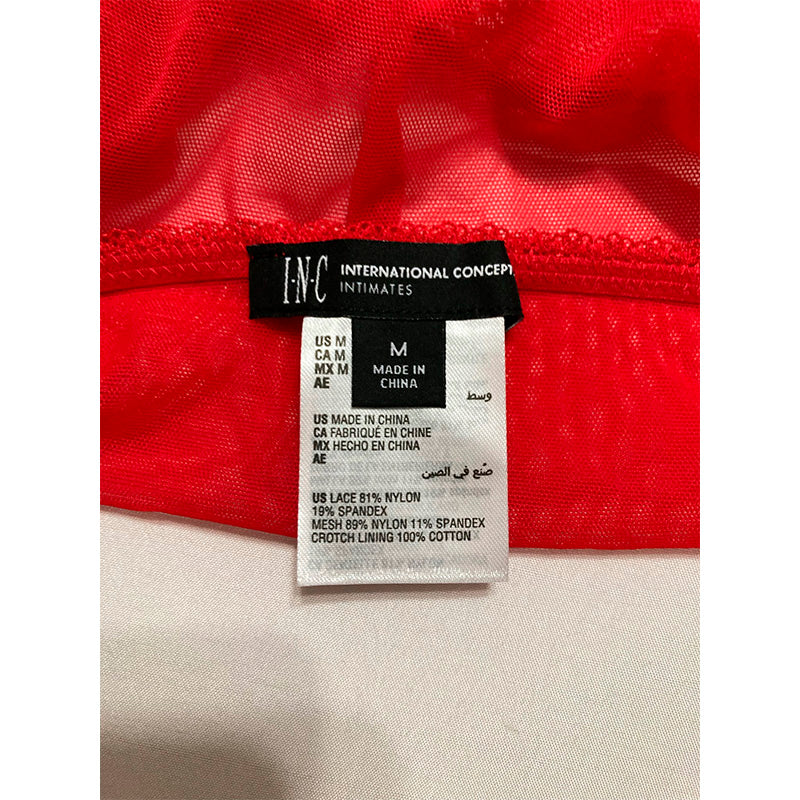 I·N·C INTERNATIONAL CONCEPT
INTIMATES
US M
CA M
MX M
AE
M
MADE IN
CHINA
وسط
US MADE IN CHINA
CA FABRIQUÉ EN CHINE
MX HECHO EN CHINA
AE
صُنع في الصين
US LACE 81% NYLON
19% SPANDEX
MESH 89% NYLON 11% SPANDEX
CROTCH LINING 100% COTTON